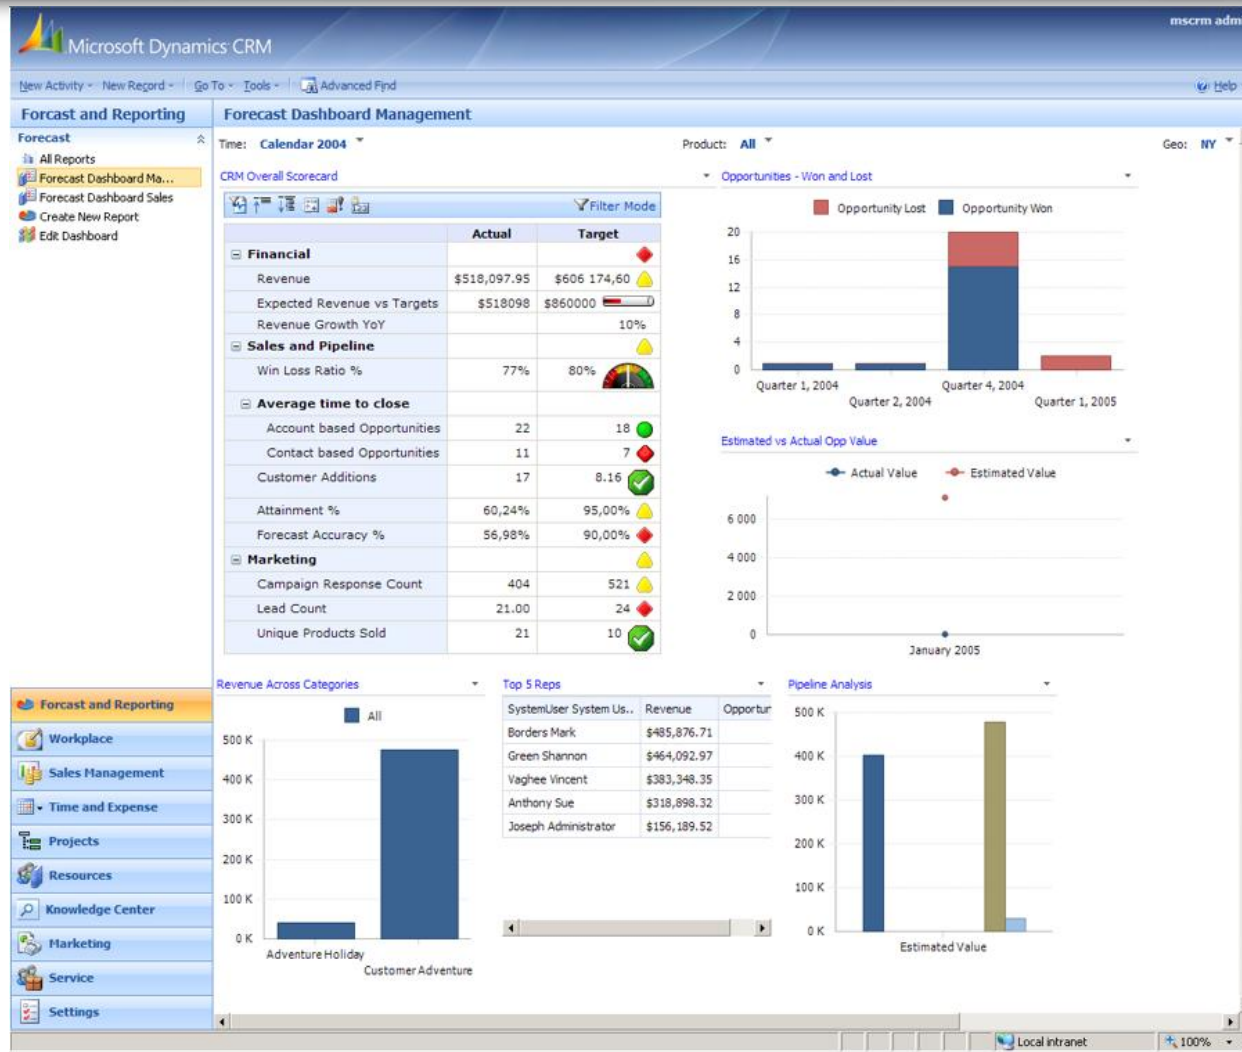 mscrm adm
Microsoft Dynamics CRM
New Activity New Record Go To Tools Advanced Find Help
Forcast and Reporting
Forecast
All Reports
Forecast Dashboard Ma...
Forecast Dashboard Sales
Create New Report
Edit Dashboard
Forecast Dashboard Management
Time: Calendar 2004 Product: All Geo: NY
CRM Overall Scorecard
Filter Mode
Actual Target
Financial
Revenue $518,097.95 $606 174,60
Expected Revenue vs Targets $518098 $860000
Revenue Growth YoY 10%
Sales and Pipeline
Win Loss Ratio % 77% 80%
Average time to close
Account based Opportunities 22 18
Contact based Opportunities 11 7
Customer Additions 17 8.16
Attainment % 60,24% 95,00%
Forecast Accuracy % 56,98% 90,00%
Marketing
Campaign Response Count 404 521
Lead Count 21.00 24
Unique Products Sold 21 10
Opportunities - Won and Lost
Opportunity Lost Opportunity Won
20
16
12
8
4
0
Quarter 1, 2004
Quarter 2, 2004
Quarter 4, 2004
Quarter 1, 2005
Estimated vs Actual Opp Value
Actual Value Estimated Value
6 000
4 000
2 000
0
January 2005
Revenue Across Categories
All
500 K
400 K
300 K
200 K
100 K
0 K
Adventure Holiday
Customer Adventure
Top 5 Reps
SystemUser System Us.. Revenue Opportur
Borders Mark $485,876.71
Green Shannon $464,092.97
Vaghee Vincent $383,348.35
Anthony Sue $318,898.32
Joseph Administrator $156,189.52
Pipeline Analysis
500 K
400 K
300 K
200 K
100 K
0 K
Estimated Value
Forcast and Reporting
Workplace
Sales Management
Time and Expense
Projects
Resources
Knowledge Center
Marketing
Service
Settings
Local intranet 100%